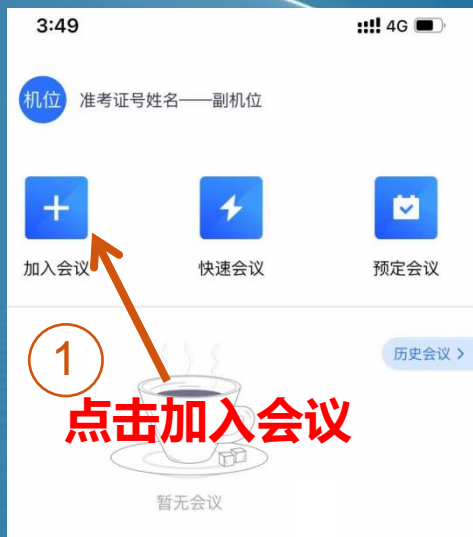 3:49 4G
机位 准考证号姓名——副机位
加入会议 快速会议 预定会议
历史会议 >
1
点击加入会议
暂无会议